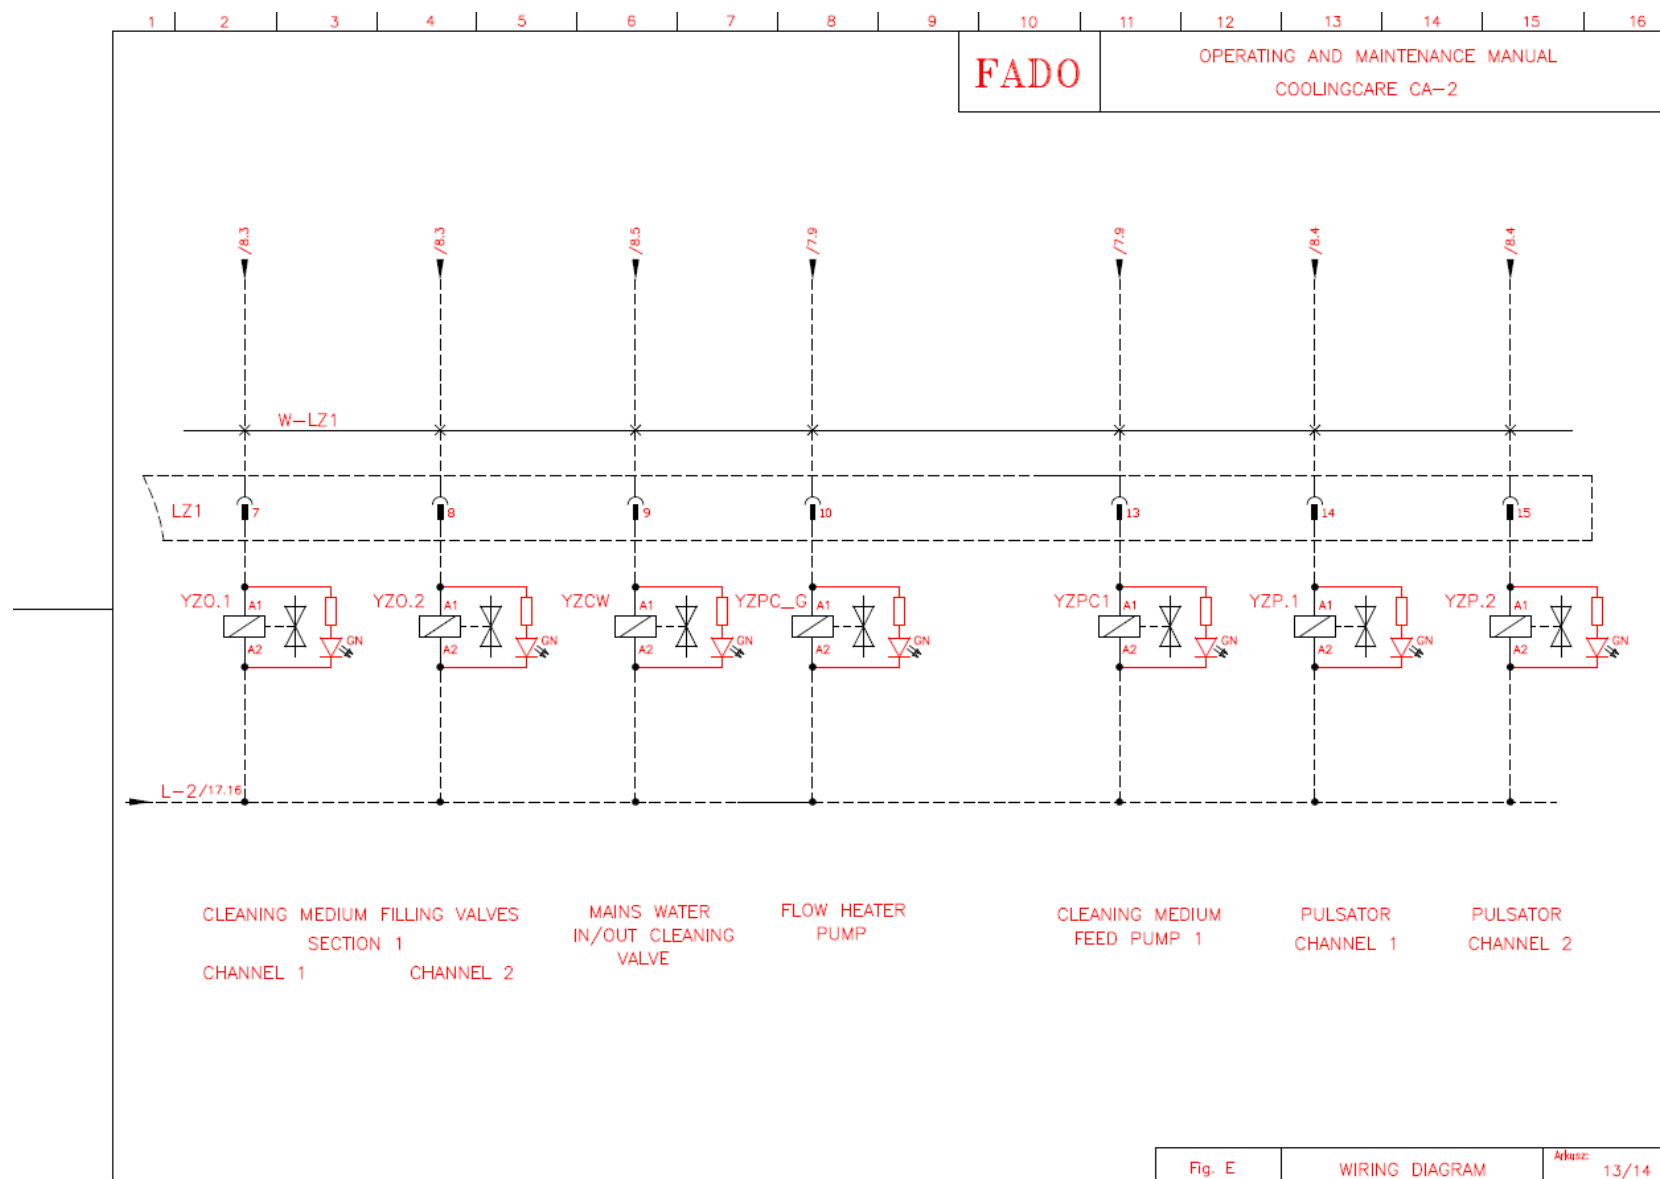 1 2 3 4 5 6 7 8 9 10 11 12 13 14 15 16
FADO
OPERATING AND MAINTENANCE MANUAL
COOLINGCARE CA-2
/8.3 /8.3 /8.5 /7.9 /7.9 /8.4 /8.4
W-LZ1
LZ1 7 8 9 10 13 14 15
YZO.1 A1 YZO.2 A1 YZCW A1 YZPC_G A1 YZPC1 A1 YZP.1 A1 YZP.2 A1
GN GN GN GN GN GN GN
A2 A2 A2 A2 A2 A2 A2
L-2/17.16
CLEANING MEDIUM FILLING VALVES
SECTION 1
CHANNEL 1 CHANNEL 2
MAINS WATER
IN/OUT CLEANING
VALVE
FLOW HEATER
PUMP
CLEANING MEDIUM
FEED PUMP 1
PULSATOR
CHANNEL 1
PULSATOR
CHANNEL 2
Fig. E
WIRING DIAGRAM
Arkusz:
13/14